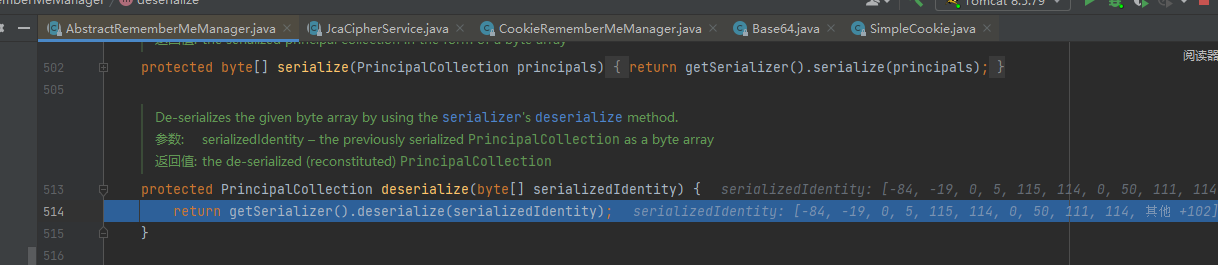 deserialize
Tomcat 8.5.79
AbstractRememberMeManager.java × JcaCipherService.java × CookieRememberMeManager.java × Base64.java × SimpleCookie.java ×
返回值: the serialized principal collection in the form of a byte array
阅读器
502 protected byte[] serialize(PrincipalCollection principals) { return getSerializer().serialize(principals); }
505
De-serializes the given byte array by using the serializer's deserialize method.
参数: serializedIdentity – the previously serialized PrincipalCollection as a byte array
返回值: the de-serialized (reconstituted) PrincipalCollection
513 protected PrincipalCollection deserialize(byte[] serializedIdentity) { serializedIdentity: [-84, -19, 0, 5, 115, 114, 0, 50, 111, 114
514 return getSerializer().deserialize(serializedIdentity); serializedIdentity: [-84, -19, 0, 5, 115, 114, 0, 50, 111, 114, 其他 +102]
515 }
516